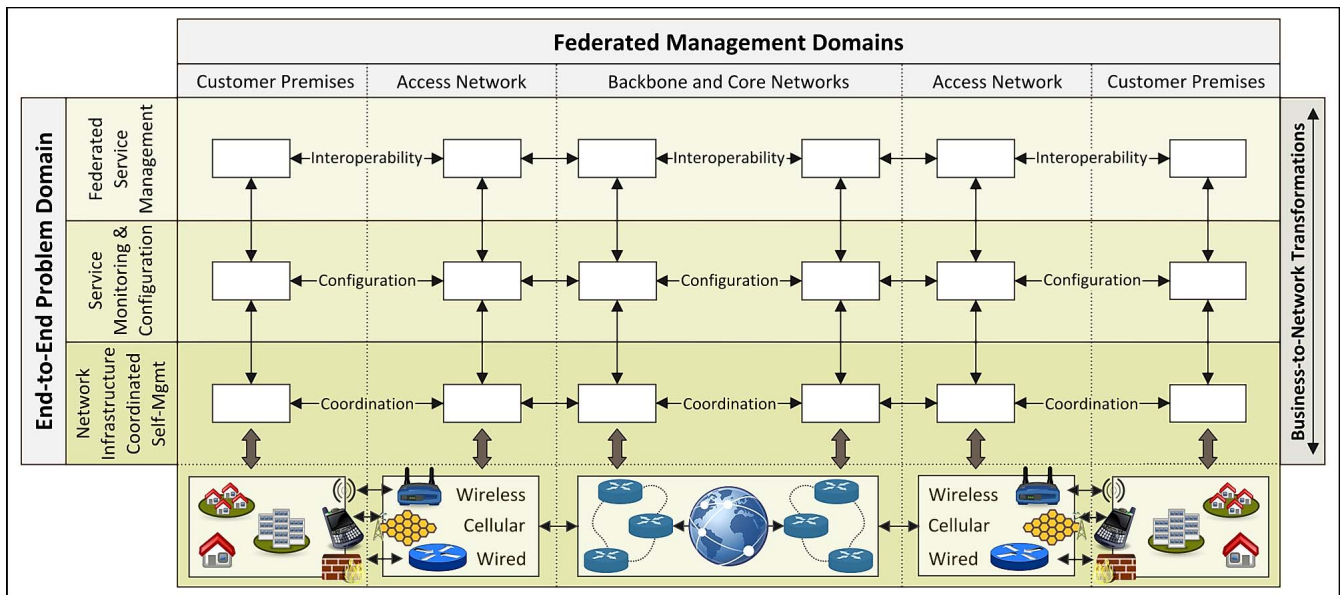 Federated Management Domains
Customer Premises
Access Network
Backbone and Core Networks
Access Network
Customer Premises
End-to-End Problem Domain
Federated
Service
Management
Interoperability
Interoperability
Interoperability
Business-to-Network Transformations
Service
Monitoring &
Configuration
Configuration
Configuration
Configuration
Network
Infrastructure
Coordinated
Self-Mgmt
Coordination
Coordination
Coordination
Wireless
Cellular
Wired
Wireless
Cellular
Wired